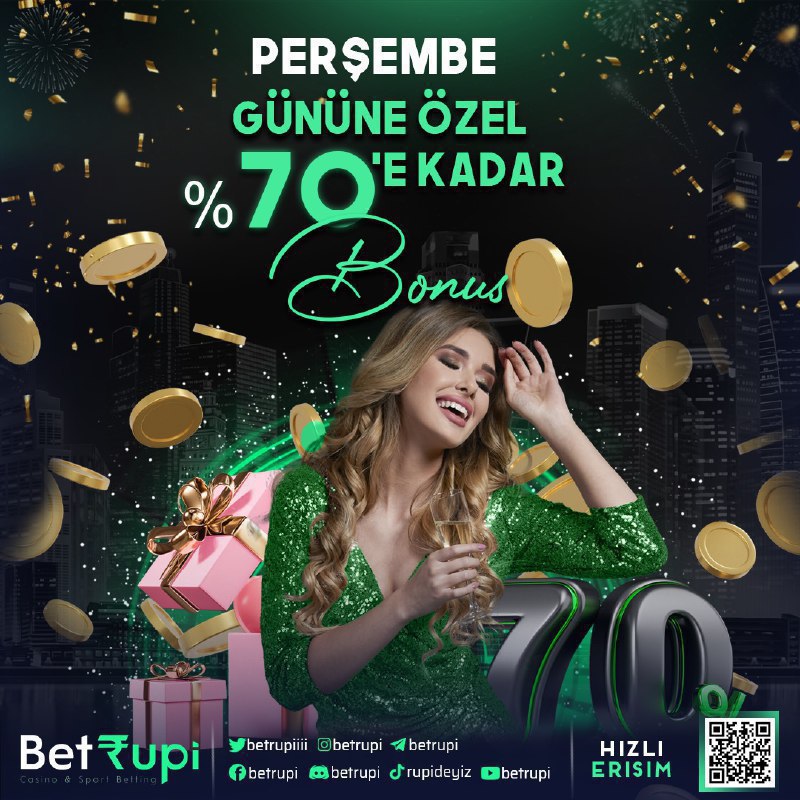 PERŞEMBE
GÜNÜNE ÖZEL
%70'E KADAR
Bonus
70%
BetRupi
Casino & Sport Betting
betrupiiii betrupi betrupi
betrupi betrupi rupideyiz betrupi
HIZLI
ERISIM